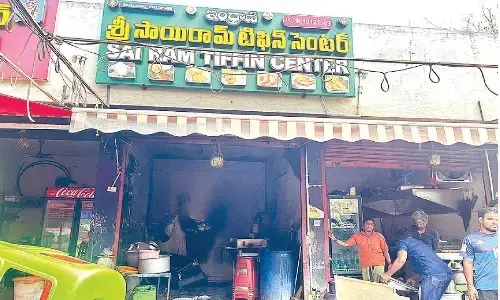 శ్రీ సాయిరామ్ టిఫిన్ సెంటర్
SAI RAM TIFFIN CENTER
Coca-Cola